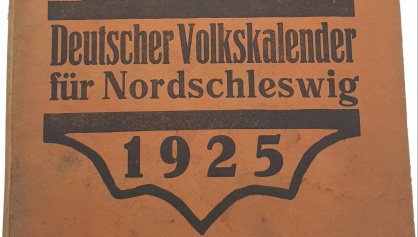 Deutscher Volkskalender
für Nordschleswig
1925